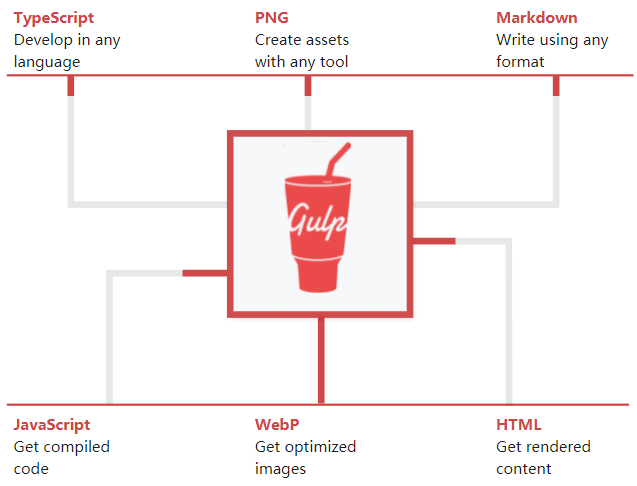 TypeScript
Develop in any
language
PNG
Create assets
with any tool
Markdown
Write using any
format
Gulp
JavaScript
Get compiled
code
WebP
Get optimized
images
HTML
Get rendered
content